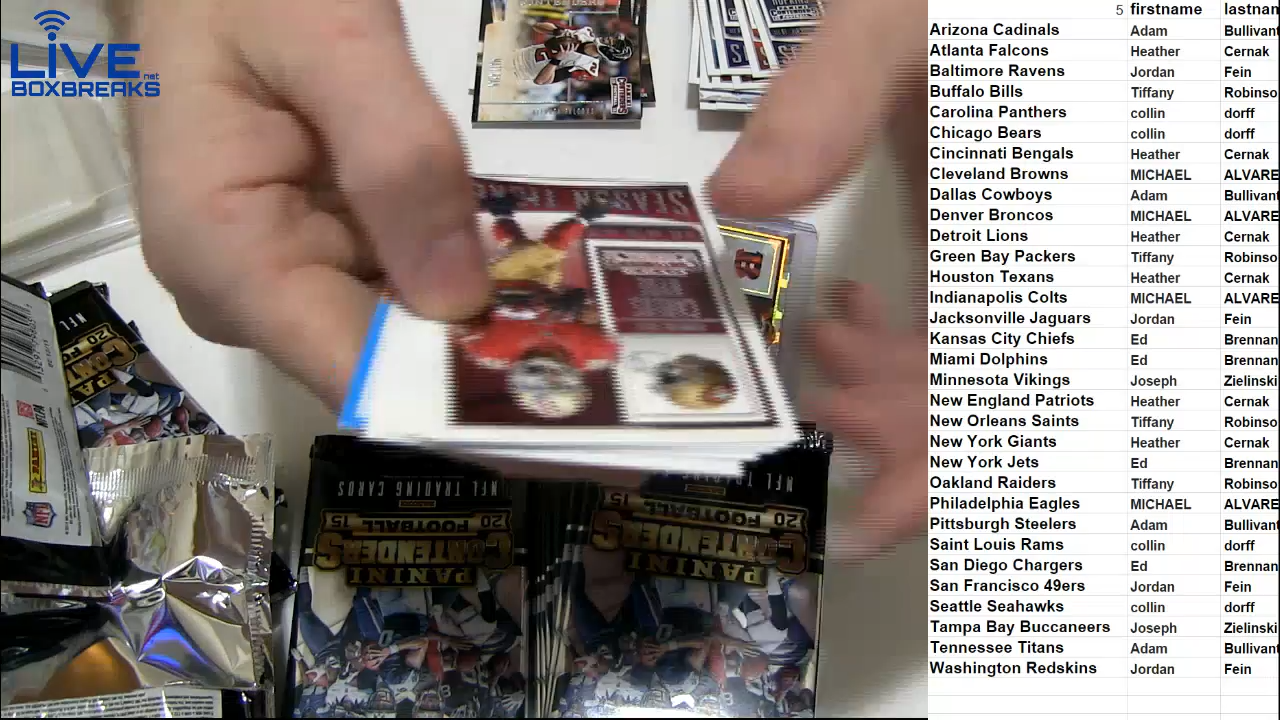 LIVE.net
BOXBREAKS
5 firstname lastnan
Arizona Cadinals Adam Bullivant
Atlanta Falcons Heather Cernak
Baltimore Ravens Jordan Fein
Buffalo Bills Tiffany Robinso
Carolina Panthers collin dorff
Chicago Bears collin dorff
Cincinnati Bengals Heather Cernak
Cleveland Browns MICHAEL ALVARE
Dallas Cowboys Adam Bullivant
Denver Broncos MICHAEL ALVARE
Detroit Lions Heather Cernak
Green Bay Packers Tiffany Robinso
Houston Texans Heather Cernak
Indianapolis Colts MICHAEL ALVARE
Jacksonville Jaguars Jordan Fein
Kansas City Chiefs Ed Brennan
Miami Dolphins Ed Brennan
Minnesota Vikings Joseph Zielinski
New England Patriots Heather Cernak
New Orleans Saints Tiffany Robinso
New York Giants Heather Cernak
New York Jets Ed Brennan
Oakland Raiders Tiffany Robinso
Philadelphia Eagles MICHAEL ALVARE
Pittsburgh Steelers Adam Bullivant
Saint Louis Rams collin dorff
San Diego Chargers Ed Brennan
San Francisco 49ers Jordan Fein
Seattle Seahawks collin dorff
Tampa Bay Buccaneers Joseph Zielinski
Tennessee Titans Adam Bullivant
Washington Redskins Jordan Fein
SEASON
PANINI
CONTENDERS
20 FOOTBALL 15
NFL TRADING CARDS
PANINI
CONTENDERS
20 FOOTBALL 15
NFL TRADING CARDS
NFL
20
PANINI
NFL